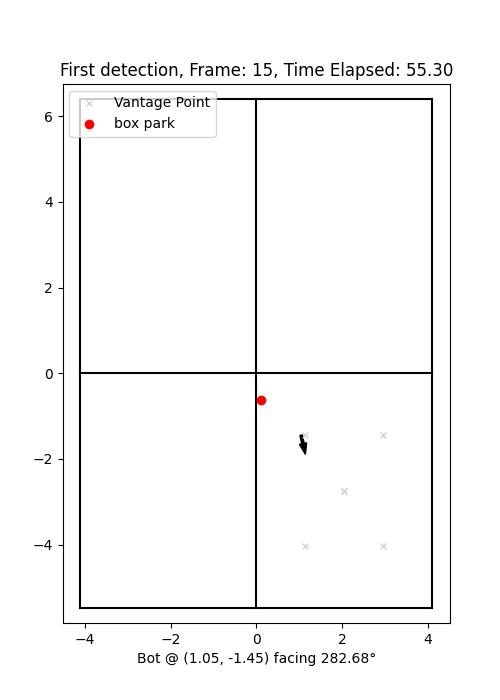 First detection, Frame: 15, Time Elapsed: 55.30
Vantage Point
box park
6
4
2
0
−2
−4
−4
−2
0
2
4
Bot @ (1.05, -1.45) facing 282.68°